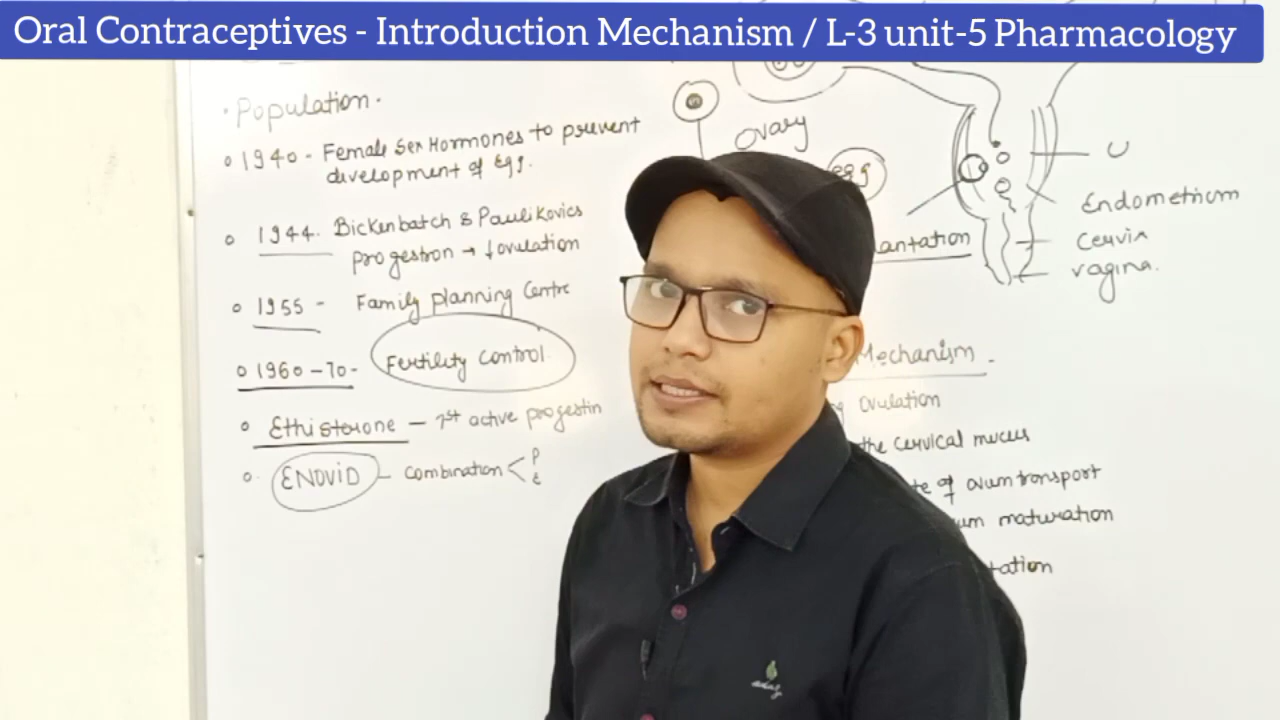 Oral Contraceptives - Introduction Mechanism / L-3 unit-5 Pharmacology
Population.
1940 - Female Sex Hormones to prevent
development of Egg.
1944. Bickenbatch & Paulikovics
progestron → ↓ovulation
1955 - Family planning Centre
1960-70- Fertility Control
Ethisterone - 1st active progestin
ENOVID - combination < P
E
ovary
egg
U
Endometrium
Cervix
vagina.
antation
Mechanism.
ovulation
the cervical mucus
te of ovum transport
um maturation
tation